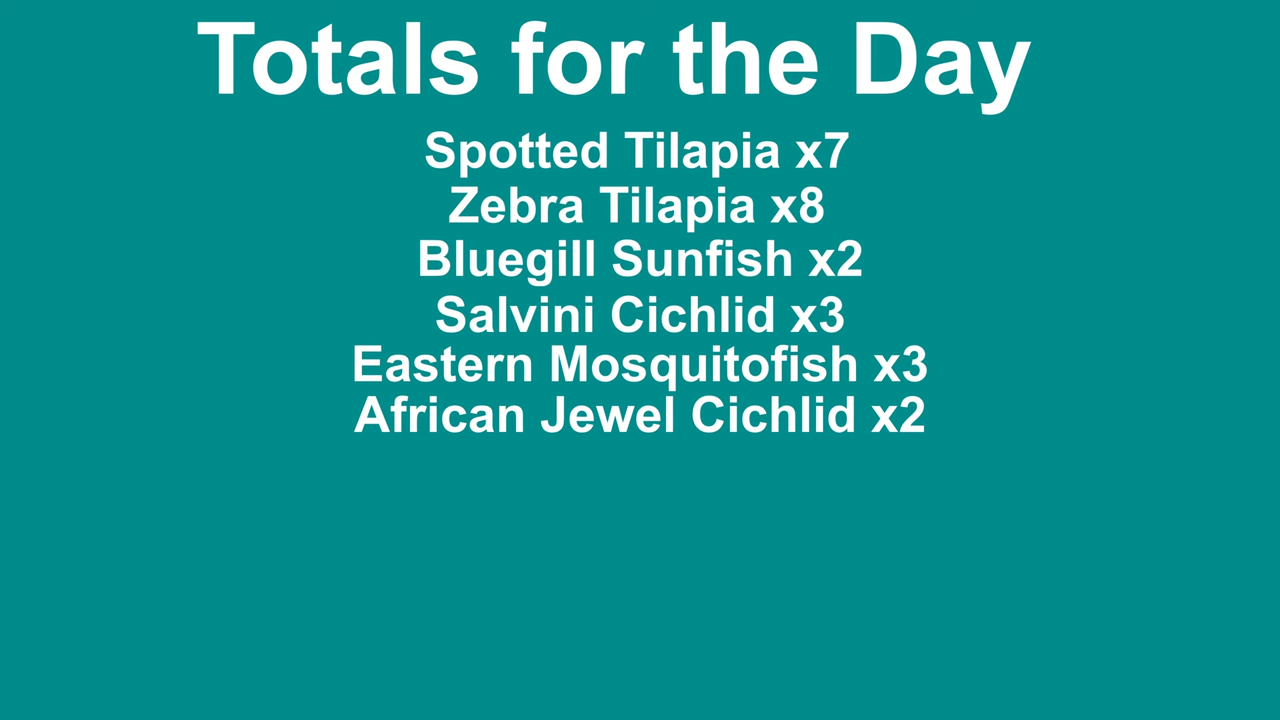 Totals for the Day
Spotted Tilapia x7
Zebra Tilapia x8
Bluegill Sunfish x2
Salvini Cichlid x3
Eastern Mosquitofish x3
African Jewel Cichlid x2